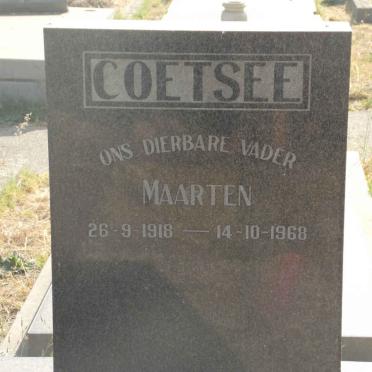 COETSEE
ONS DIERBARE VADER
MAARTEN
26-9-1918 — 14-10-1968